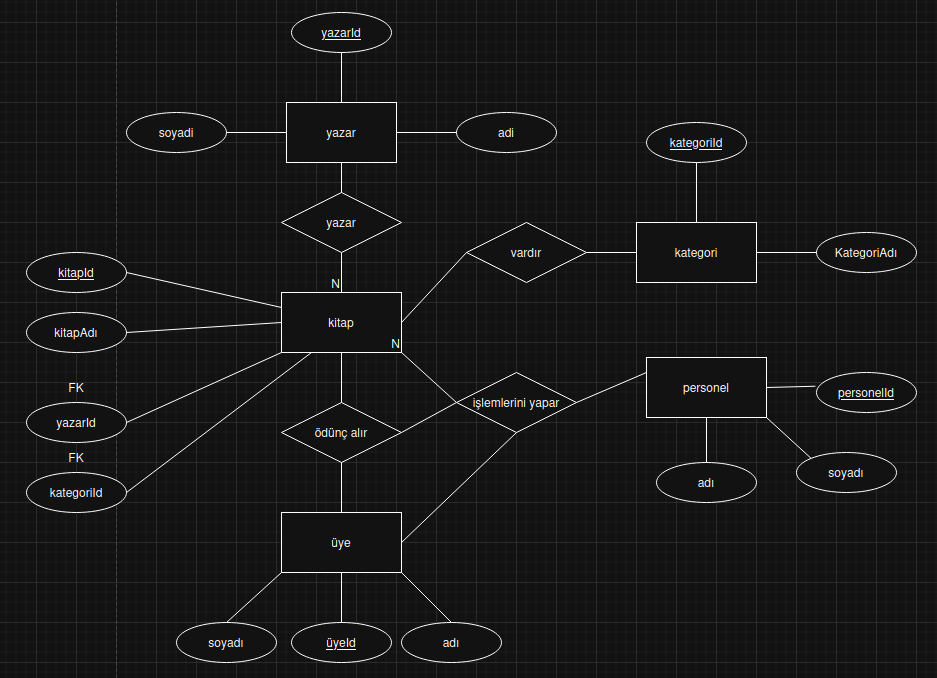 yazarId
soyadi
yazar
adi
kategoriId
yazar
vardır
kategori
KategoriAdı
kitapId
N
kitap
kitapAdı
N
FK
personel
personelId
yazarId
işlemlerini yapar
ödünç alır
FK
kategoriId
adı
soyadı
üye
soyadı
üyeId
adı